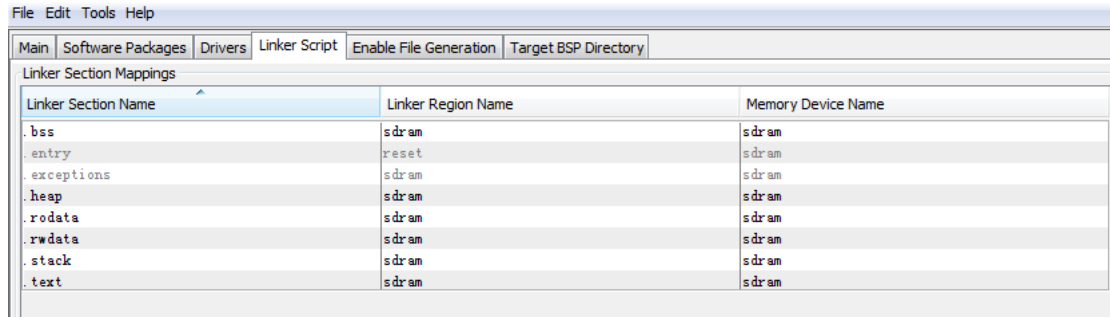 File Edit Tools Help
Main Software Packages Drivers Linker Script Enable File Generation Target BSP Directory
Linker Section Mappings
Linker Section Name Linker Region Name Memory Device Name
.bss sdram sdram
.entry reset sdram
.exceptions sdram sdram
.heap sdram sdram
.rodata sdram sdram
.rwdata sdram sdram
.stack sdram sdram
.text sdram sdram